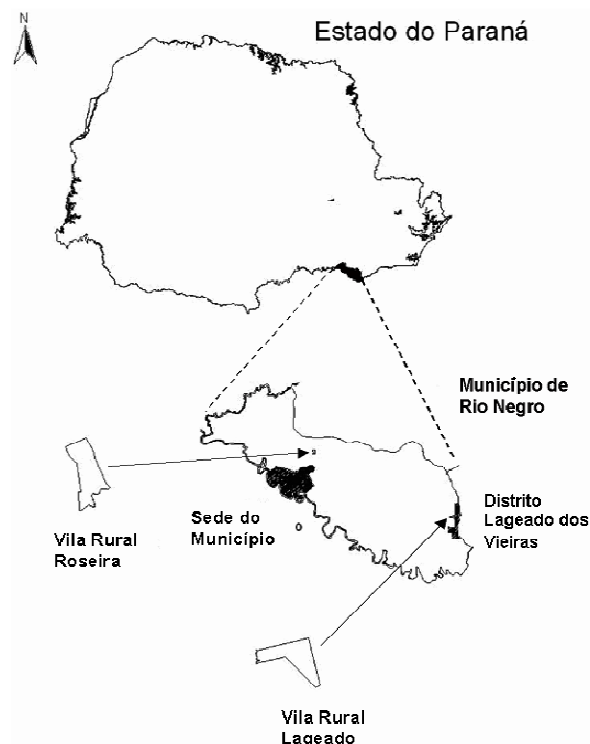 N
Estado do Paraná
Município de
Rio Negro
Distrito
Lageado dos
Vieiras
Sede do
Município
Vila Rural
Roseira
Vila Rural
Lageado